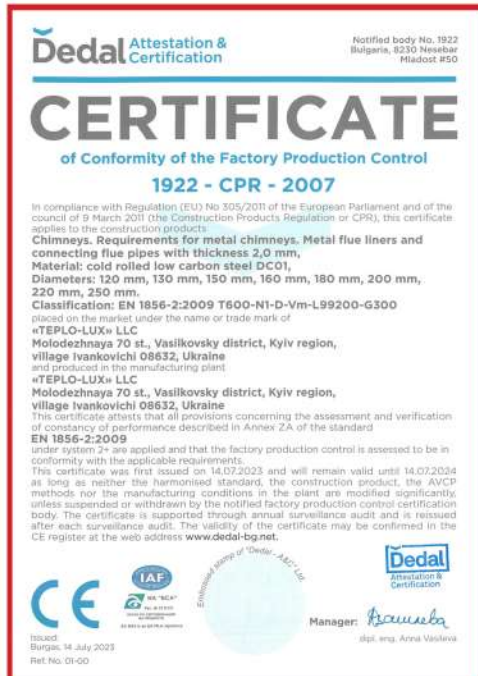 Dedal Attestation &
Certification
Notified body No. 1922
Bulgaria, 8230 Nesebar
Mladost #50
CERTIFICATE
of Conformity of the Factory Production Control
1922 - CPR - 2007
In compliance with Regulation (EU) No 305/2011 of the European Parliament and of the
council of 9 March 2011 (the Construction Products Regulation or CPR), this certificate
applies to the construction products
Chimneys. Requirements for metal chimneys. Metal flue liners and
connecting flue pipes with thickness 2,0 mm,
Material: cold rolled low carbon steel DC01,
Diameters: 120 mm, 130 mm, 150 mm, 160 mm, 180 mm, 200 mm,
220 mm, 250 mm.
Classification: EN 1856-2:2009 T600-N1-D-Vm-L99200-G300
placed on the market under the name or trade mark of
«TEPLO-LUX» LLC
Molodezhnaya 70 st., Vasilkovsky district, Kyiv region,
village Ivankovichi 08632, Ukraine
and produced in the manufacturing plant
«TEPLO-LUX» LLC
Molodezhnaya 70 st., Vasilkovsky district, Kyiv region,
village Ivankovichi 08632, Ukraine
This certificate attests that all provisions concerning the assessment and verification
of constancy of performance described in Annex ZA of the standard
EN 1856-2:2009
under system 2+ are applied and that the factory production control is assessed to be in
conformity with the applicable requirements.
This certificate was first issued on 14.07.2023 and will remain valid until 14.07.2024
as long as neither the harmonised standard, the construction product, the AVCP
methods nor the manufacturing conditions in the plant are modified significantly,
unless suspended or withdrawn by the notified factory production control certification
body. The certificate is supported through annual surveillance audit and is reissued
after each surveillance audit. The validity of the certificate may be confirmed in the
CE register at the web address www.dedal-bg.net.
CE
IAF
Embossed stamp of "Dedal - A&C" Ltd.
Dedal
Attestation &
Certification
Manager:
dipl. eng. Anna Vasileva
Issued:
Burgas, 14 July 2023
Ref. No. 01-00